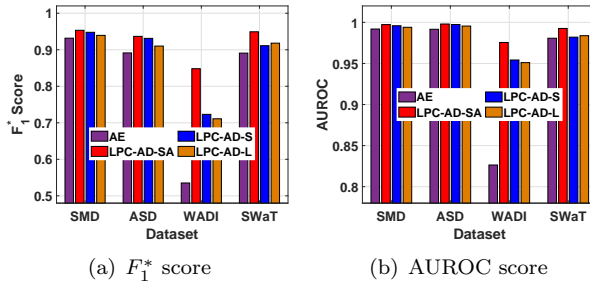 1
0.9
0.8
0.7
0.6
0.5
F₁* Score
AE
LPC-AD-S
LPC-AD-SA
LPC-AD-L
SMD
ASD
WADI
SWaT
Dataset
(a) F₁* score
1
0.95
0.9
0.85
0.8
AUROC
AE
LPC-AD-S
LPC-AD-SA
LPC-AD-L
SMD
ASD
WADI
SWaT
Dataset
(b) AUROC score